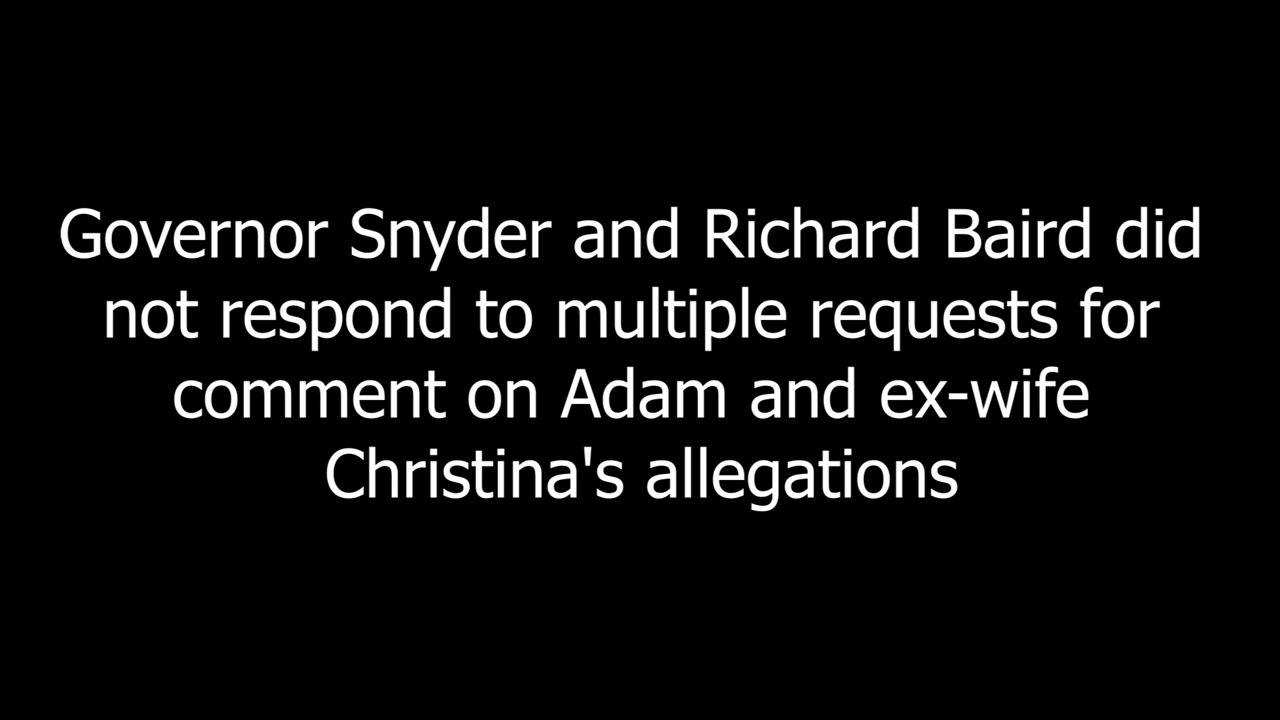 Governor Snyder and Richard Baird did
not respond to multiple requests for
comment on Adam and ex-wife
Christina's allegations